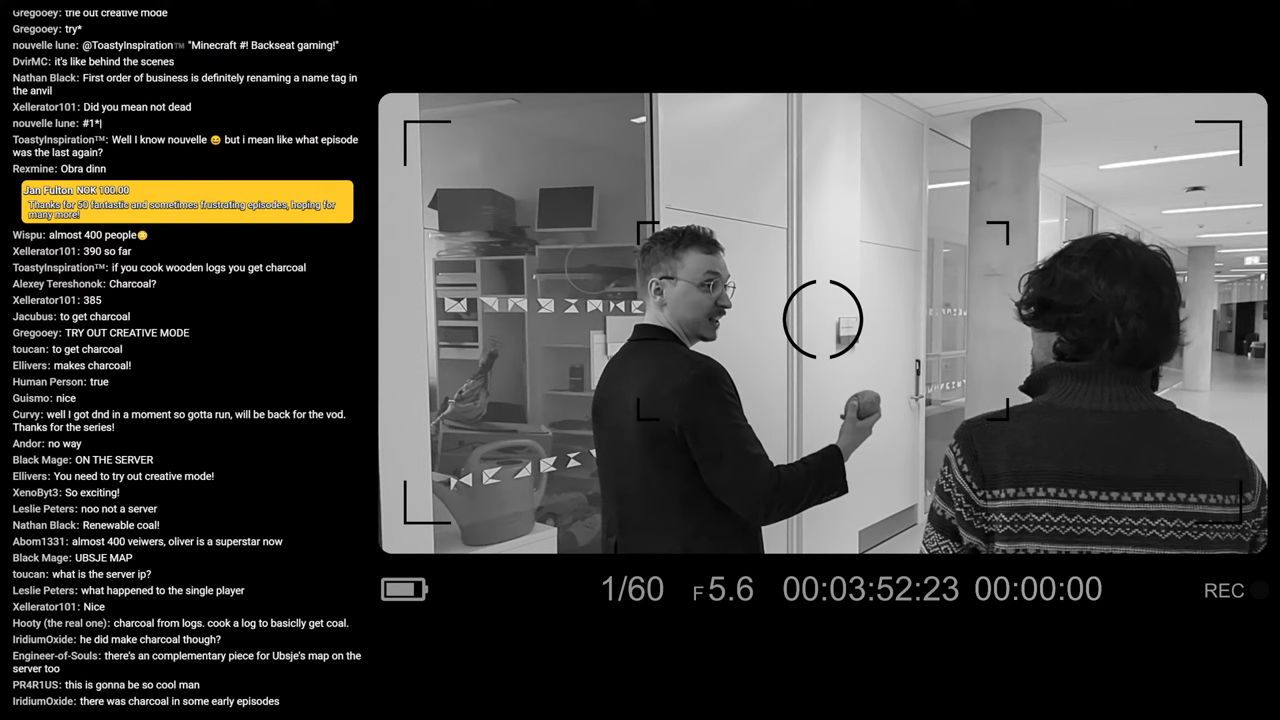 Gregooey: trie out creative mode
Gregooey: try*
nouvelle lune: @ToastyInspiration™ "Minecraft #! Backseat gaming!"
DvirMC: it's like behind the scenes
Nathan Black: First order of business is definitely renaming a name tag in
the anvil
Xellerator101: Did you mean not dead
nouvelle lune: #1*|
ToastyInspiration™: Well I know nouvelle 😆 but i mean like what episode
was the last again?
Rexmine: Obra dinn
Jan Fulton NOK 100.00
Thanks for 50 fantastic and sometimes frustrating episodes, hoping for
many more!
Wispu: almost 400 people😳
Xellerator101: 390 so far
ToastyInspiration™: if you cook wooden logs you get charcoal
Alexey Tereshonok: Charcoal?
Xellerator101: 385
Jacubus: to get charcoal
Gregooey: TRY OUT CREATIVE MODE
toucan: to get charcoal
Ellivers: makes charcoal!
Human Person: true
Guismo: nice
Curvy: well I got dnd in a moment so gotta run, will be back for the vod.
Thanks for the series!
Andor: no way
Black Mage: ON THE SERVER
Ellivers: You need to try out creative mode!
XenoByt3: So exciting!
Leslie Peters: noo not a server
Nathan Black: Renewable coal!
Abom1331: almost 400 veiwers, oliver is a superstar now
Black Mage: UBSJE MAP
toucan: what is the server ip?
Leslie Peters: what happened to the single player
Xellerator101: Nice
Hooty (the real one): charcoal from logs. cook a log to basiclly get coal.
IridiumOxide: he did make charcoal though?
Engineer-of-Souls: there's an complementary piece for Ubsje's map on the
server too
PR4R1US: this is gonna be so cool man
IridiumOxide: there was charcoal in some early episodes
1/60 F 5.6 00:03:52:23 00:00:00 REC